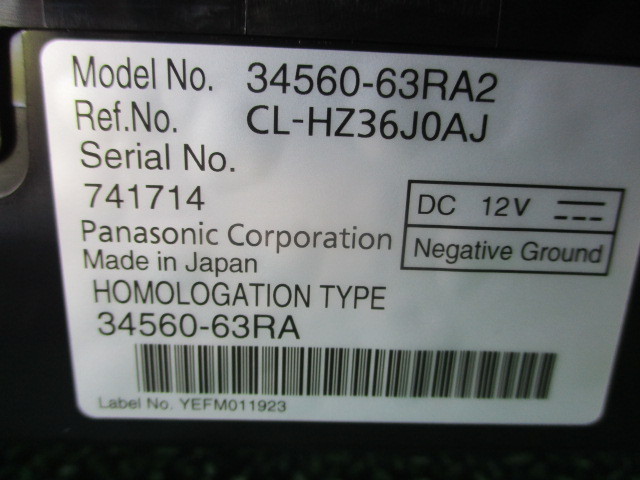 Model No. 34560-63RA2
Ref.No. CL-HZ36J0AJ
Serial No.
741714
DC 12V
Panasonic Corporation
Negative Ground
Made in Japan
HOMOLOGATION TYPE
34560-63RA
Label No. YEFM011923